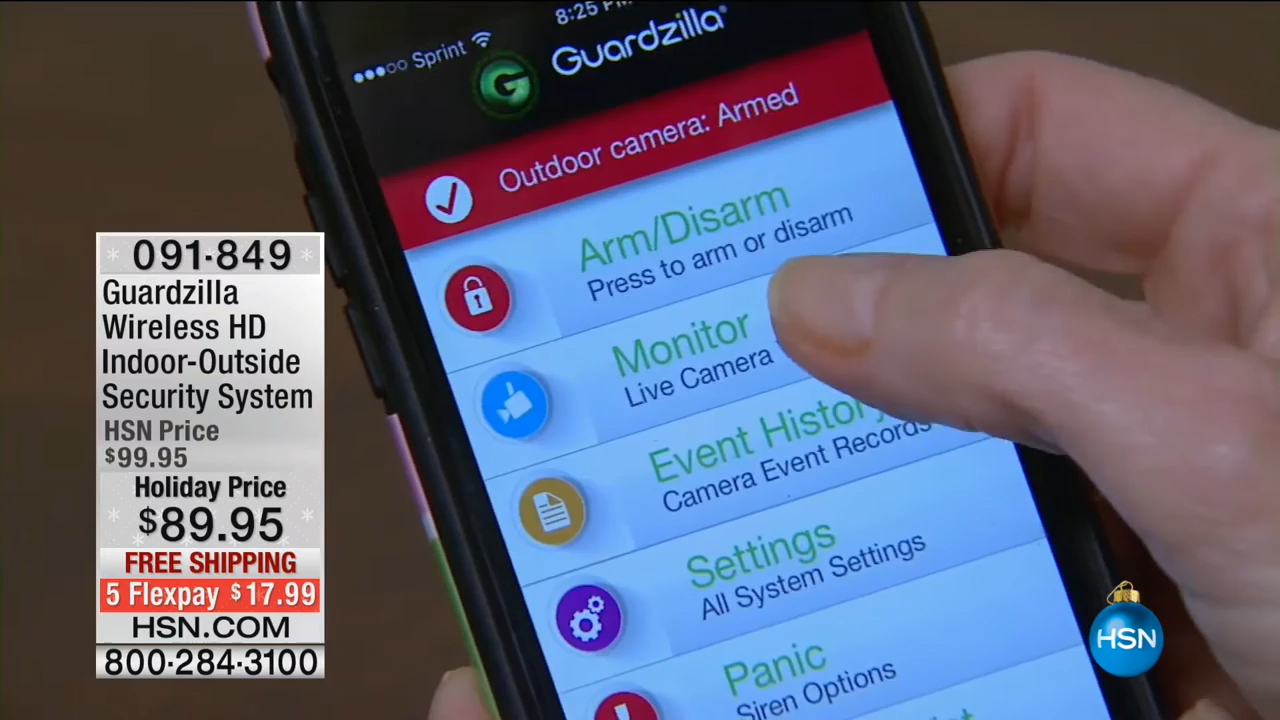 8:25 PM
Sprint
Guardzilla
Outdoor camera: Armed
Arm/Disarm
Press to arm or disarm
Monitor
Live Camera
Event History
Camera Event Records
Settings
All System Settings
Panic
Siren Options
091-849
Guardzilla
Wireless HD
Indoor-Outside
Security System
HSN Price
$99.95
Holiday Price
$89.95
FREE SHIPPING
5 Flexpay $17.99
HSN.COM
800-284-3100
HSN